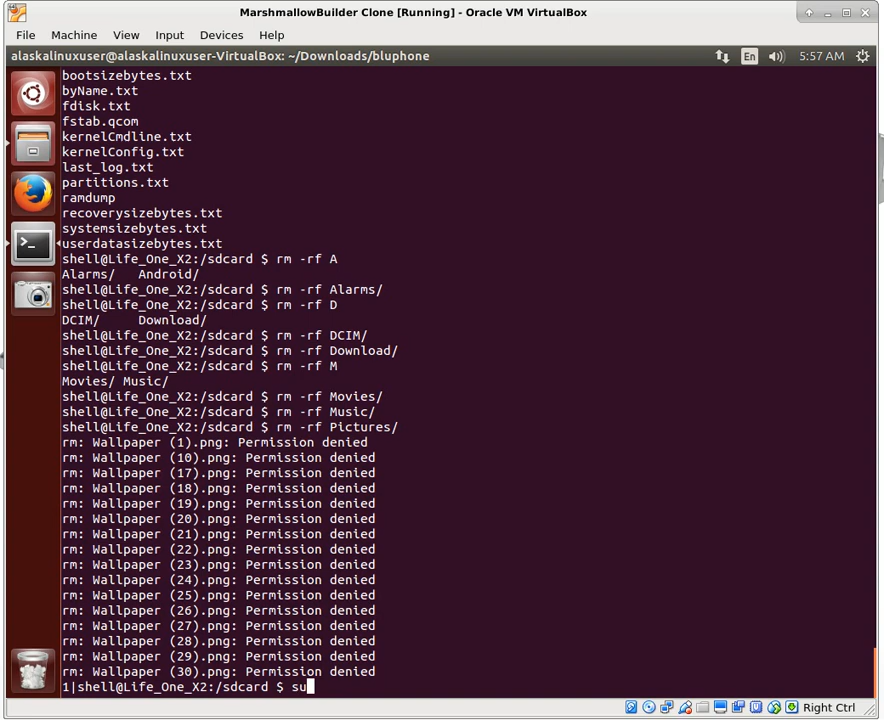 MarshmallowBuilder Clone [Running] - Oracle VM VirtualBox
File Machine View Input Devices Help
alaskalinuxuser@alaskalinuxuser-VirtualBox: ~/Downloads/bluphone En 5:57 AM
bootsizebytes.txt
byName.txt
fdisk.txt
fstab.qcom
kernelCmdline.txt
kernelConfig.txt
last_log.txt
partitions.txt
ramdump
recoverysizebytes.txt
systemsizebytes.txt
userdatasizebytes.txt
shell@Life_One_X2:/sdcard $ rm -rf A
Alarms/   Android/
shell@Life_One_X2:/sdcard $ rm -rf Alarms/
shell@Life_One_X2:/sdcard $ rm -rf D
DCIM/     Download/
shell@Life_One_X2:/sdcard $ rm -rf DCIM/
shell@Life_One_X2:/sdcard $ rm -rf Download/
shell@Life_One_X2:/sdcard $ rm -rf M
Movies/ Music/
shell@Life_One_X2:/sdcard $ rm -rf Movies/
shell@Life_One_X2:/sdcard $ rm -rf Music/
shell@Life_One_X2:/sdcard $ rm -rf Pictures/
rm: Wallpaper (1).png: Permission denied
rm: Wallpaper (10).png: Permission denied
rm: Wallpaper (17).png: Permission denied
rm: Wallpaper (18).png: Permission denied
rm: Wallpaper (19).png: Permission denied
rm: Wallpaper (20).png: Permission denied
rm: Wallpaper (21).png: Permission denied
rm: Wallpaper (22).png: Permission denied
rm: Wallpaper (23).png: Permission denied
rm: Wallpaper (24).png: Permission denied
rm: Wallpaper (25).png: Permission denied
rm: Wallpaper (26).png: Permission denied
rm: Wallpaper (27).png: Permission denied
rm: Wallpaper (28).png: Permission denied
rm: Wallpaper (29).png: Permission denied
rm: Wallpaper (30).png: Permission denied
1|shell@Life_One_X2:/sdcard $ su
Right Ctrl